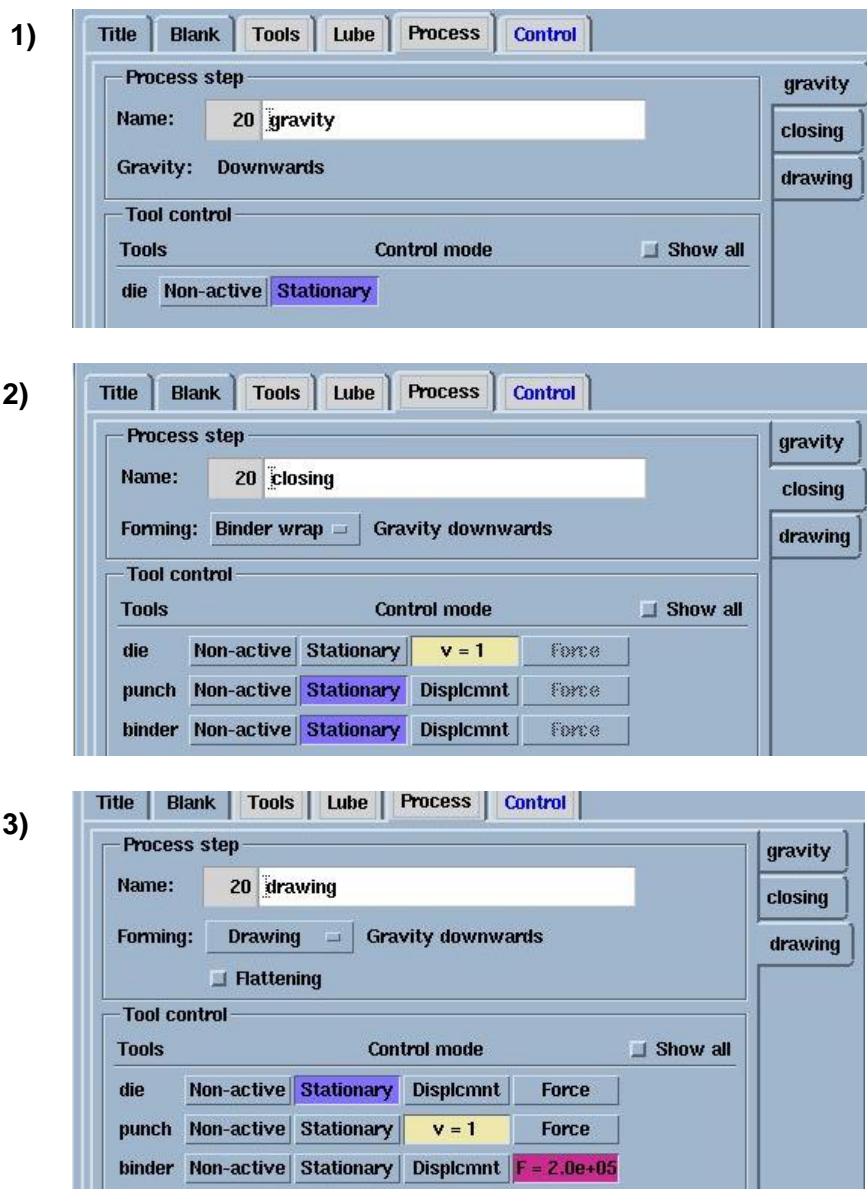 1)
Title Blank Tools Lube Process Control
Process step
gravity
Name: 20 gravity
closing
Gravity: Downwards
drawing
Tool control
Tools Control mode Show all
die Non-active Stationary
2)
Title Blank Tools Lube Process Control
Process step
gravity
Name: 20 closing
closing
Forming: Binder wrap Gravity downwards
drawing
Tool control
Tools Control mode Show all
die Non-active Stationary v = 1 Force
punch Non-active Stationary Displcmnt Force
binder Non-active Stationary Displcmnt Force
3)
Title Blank Tools Lube Process Control
Process step
gravity
Name: 20 drawing
closing
Forming: Drawing Gravity downwards
drawing
Flattening
Tool control
Tools Control mode Show all
die Non-active Stationary Displcmnt Force
punch Non-active Stationary v = 1 Force
binder Non-active Stationary Displcmnt F = 2.0e+05